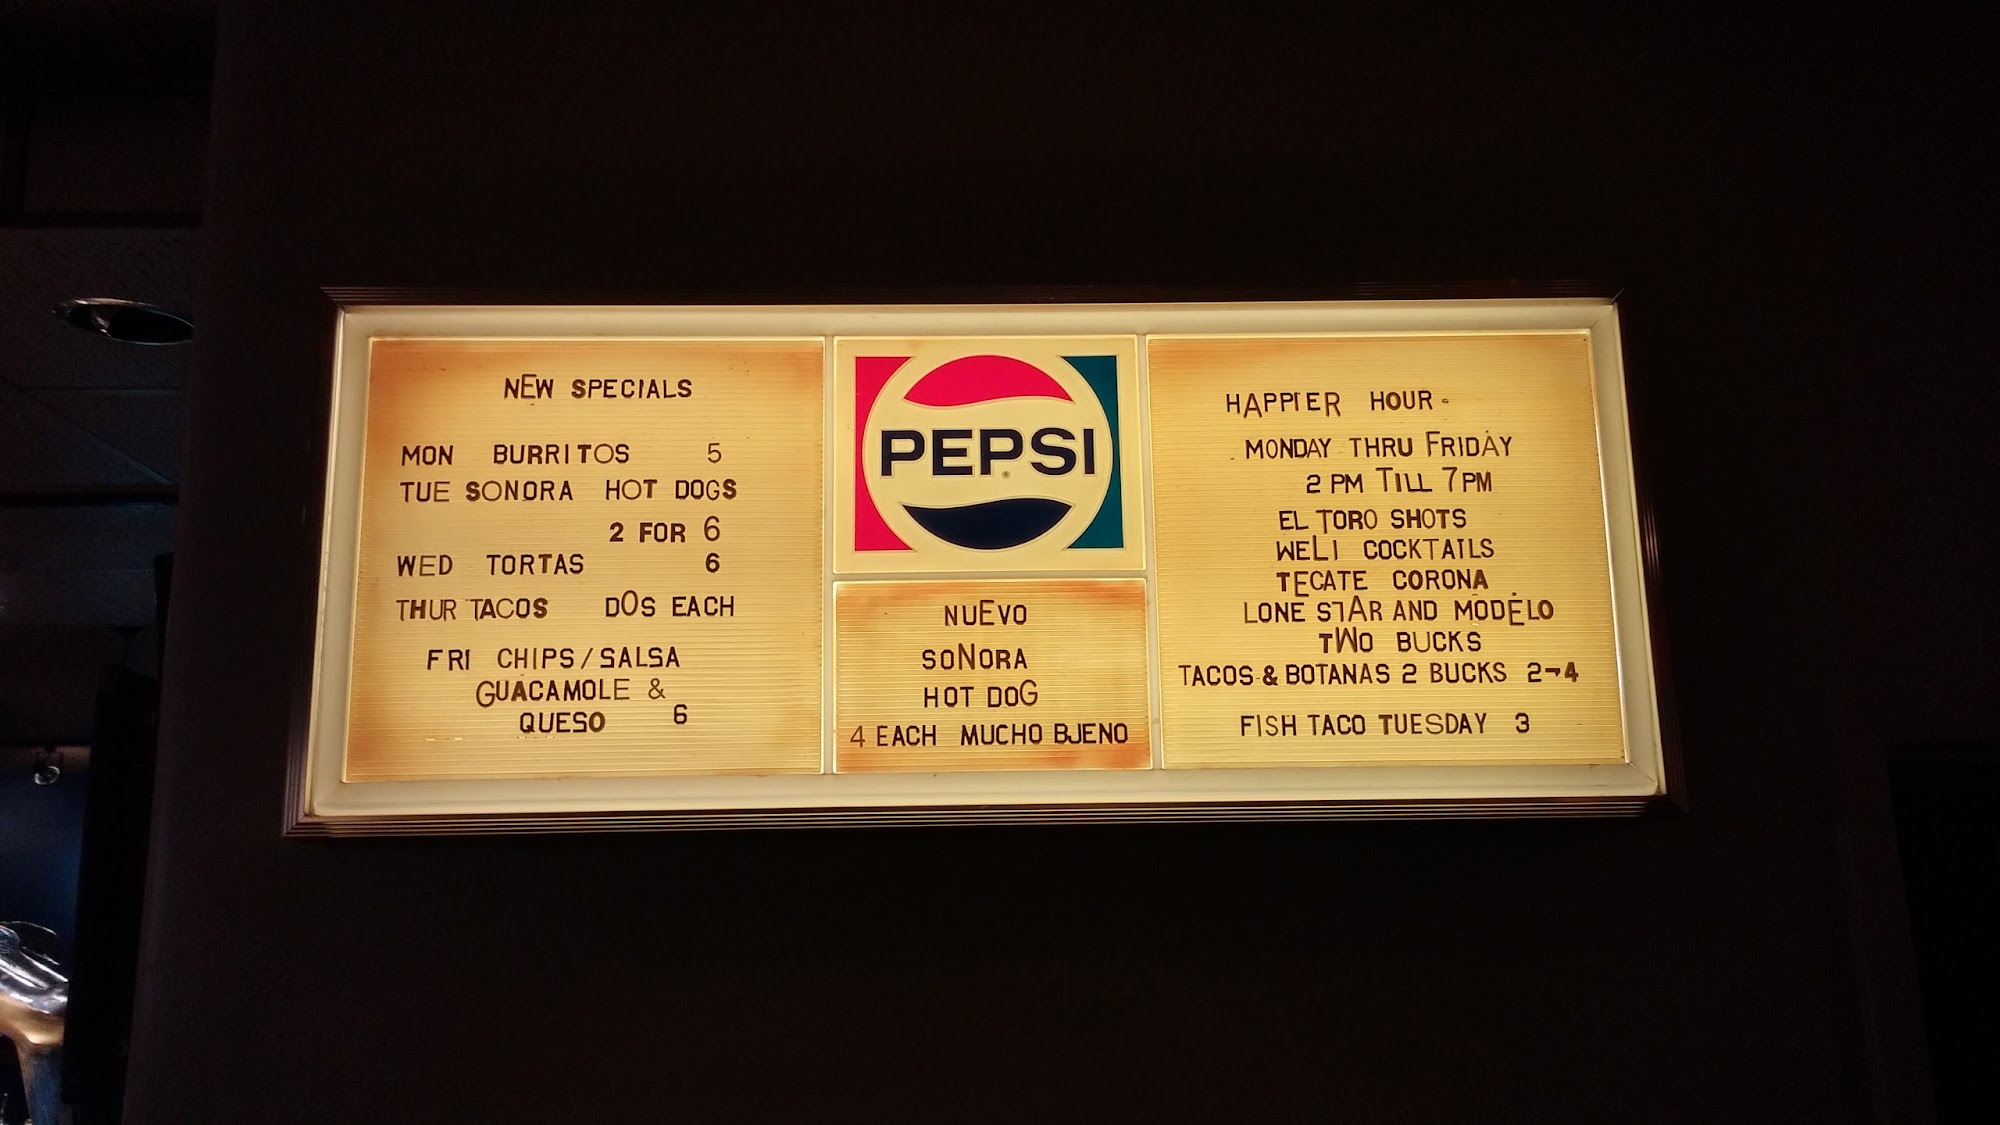 NEW SPECIALS
MON BURRITOS 5
TUE SONORA HOT DOGS
2 FOR 6
WED TORTAS 6
THUR TACOS DOS EACH
FRI CHIPS/SALSA
GUACAMOLE &
QUESO 6
PEPSI
®
NUEVO
SONORA
HOT DOG
4 EACH MUCHO BJENO
HAPPIER HOUR-
MONDAY THRU FRIDAY
2 PM TILL 7PM
EL TORO SHOTS
WELL COCKTAILS
TECATE CORONA
LONE STAR AND MODELO
TWO BUCKS
TACOS & BOTANAS 2 BUCKS 2-4
FISH TACO TUESDAY 3